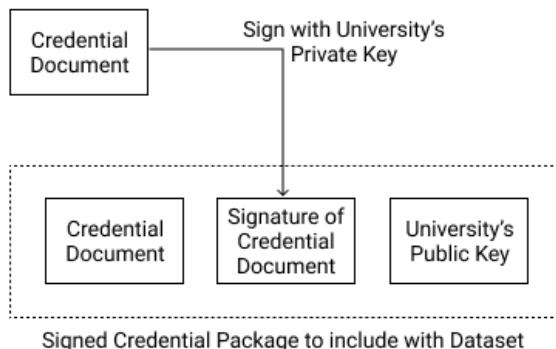 Credential
Document
Sign with University’s
Private Key
Credential
Document
Signature of
Credential
Document
University’s
Public Key
Signed Credential Package to include with Dataset